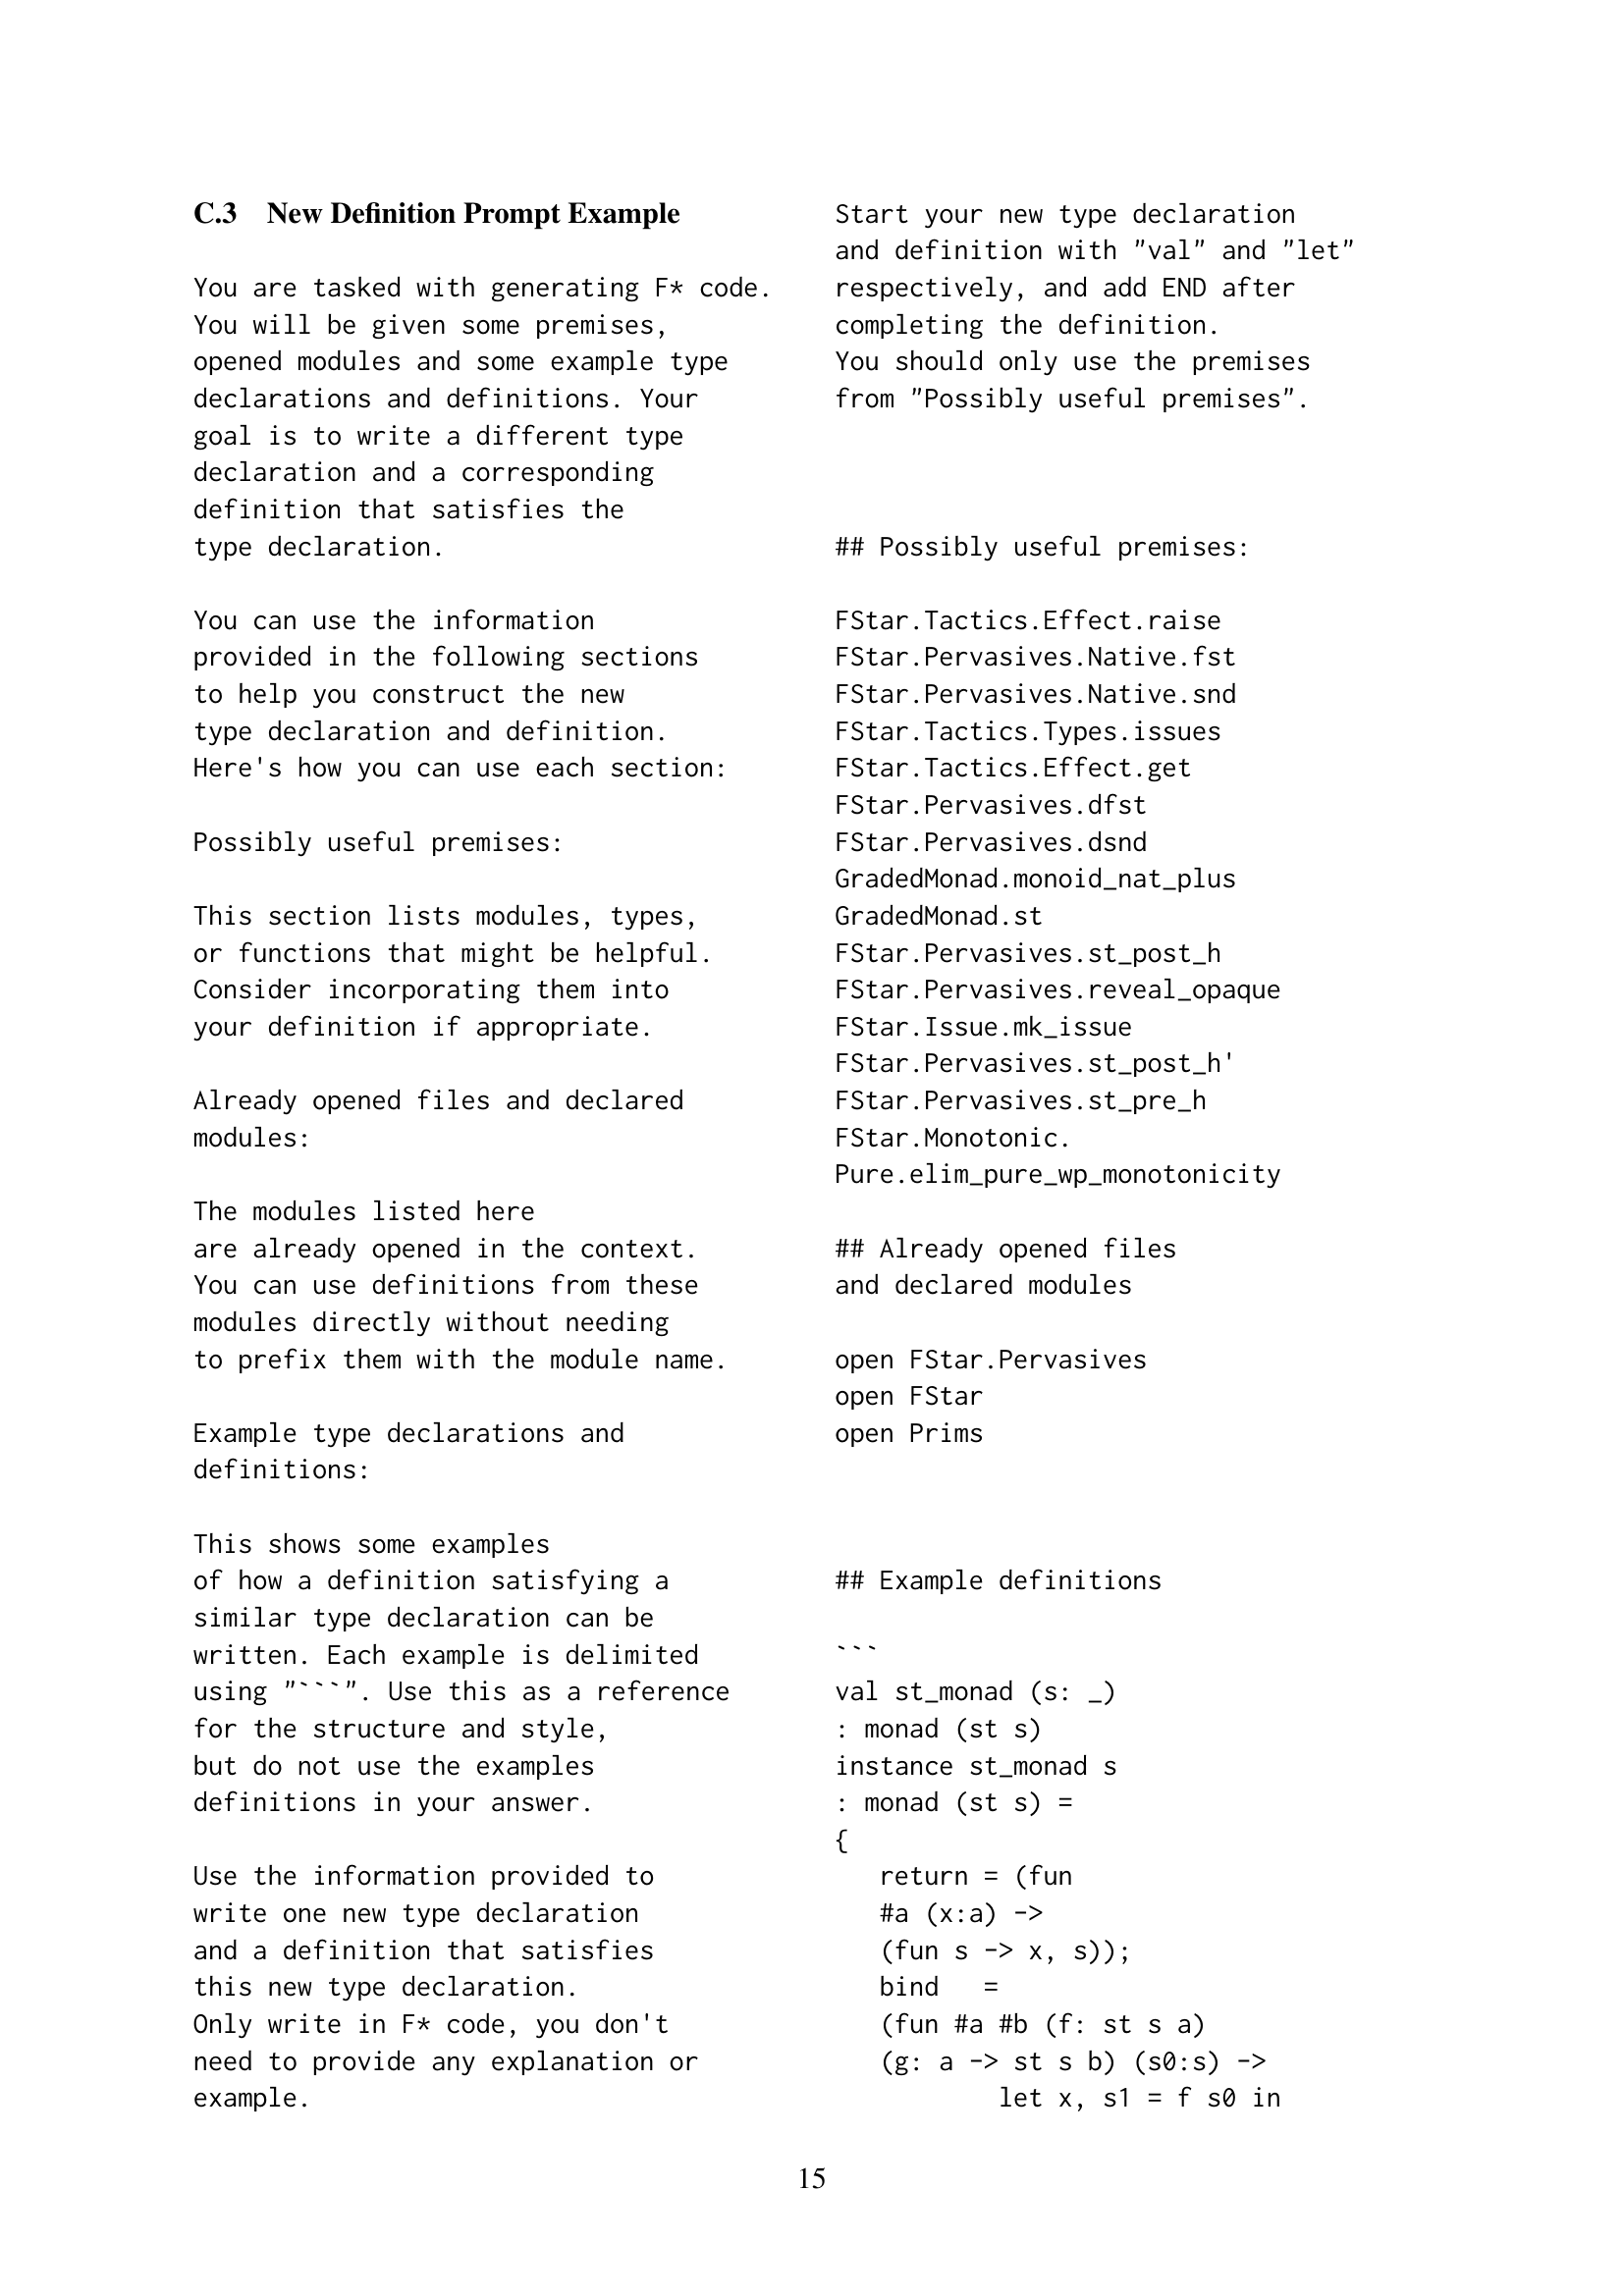 C.3 New Definition Prompt Example
You are tasked with generating F* code.
You will be given some premises,
opened modules and some example type
declarations and definitions. Your
goal is to write a different type
declaration and a corresponding
definition that satisfies the
type declaration.
You can use the information
provided in the following sections
to help you construct the new
type declaration and definition.
Here's how you can use each section:
Possibly useful premises:
This section lists modules, types,
or functions that might be helpful.
Consider incorporating them into
your definition if appropriate.
Already opened files and declared
modules:
The modules listed here
are already opened in the context.
You can use definitions from these
modules directly without needing
to prefix them with the module name.
Example type declarations and
definitions:
This shows some examples
of how a definition satisfying a
similar type declaration can be
written. Each example is delimited
using "```". Use this as a reference
for the structure and style,
but do not use the examples
definitions in your answer.
Use the information provided to
write one new type declaration
and a definition that satisfies
this new type declaration.
Only write in F* code, you don't
need to provide any explanation or
example.
Start your new type declaration
and definition with "val" and "let"
respectively, and add END after
completing the definition.
You should only use the premises
from "Possibly useful premises".
## Possibly useful premises:
FStar.Tactics.Effect.raise
FStar.Pervasives.Native.fst
FStar.Pervasives.Native.snd
FStar.Tactics.Types.issues
FStar.Tactics.Effect.get
FStar.Pervasives.dfst
FStar.Pervasives.dsnd
GradedMonad.monoid_nat_plus
GradedMonad.st
FStar.Pervasives.st_post_h
FStar.Pervasives.reveal_opaque
FStar.Issue.mk_issue
FStar.Pervasives.st_post_h'
FStar.Pervasives.st_pre_h
FStar.Monotonic.
Pure.elim_pure_wp_monotonicity
## Already opened files
and declared modules
open FStar.Pervasives
open FStar
open Prims
## Example definitions
```
val st_monad (s: _)
: monad (st s)
instance st_monad s
: monad (st s) =
{
return = (fun
#a (x:a) ->
(fun s -> x, s));
bind   =
(fun #a #b (f: st s a)
(g: a -> st s b) (s0:s) ->
let x, s1 = f s0 in
15